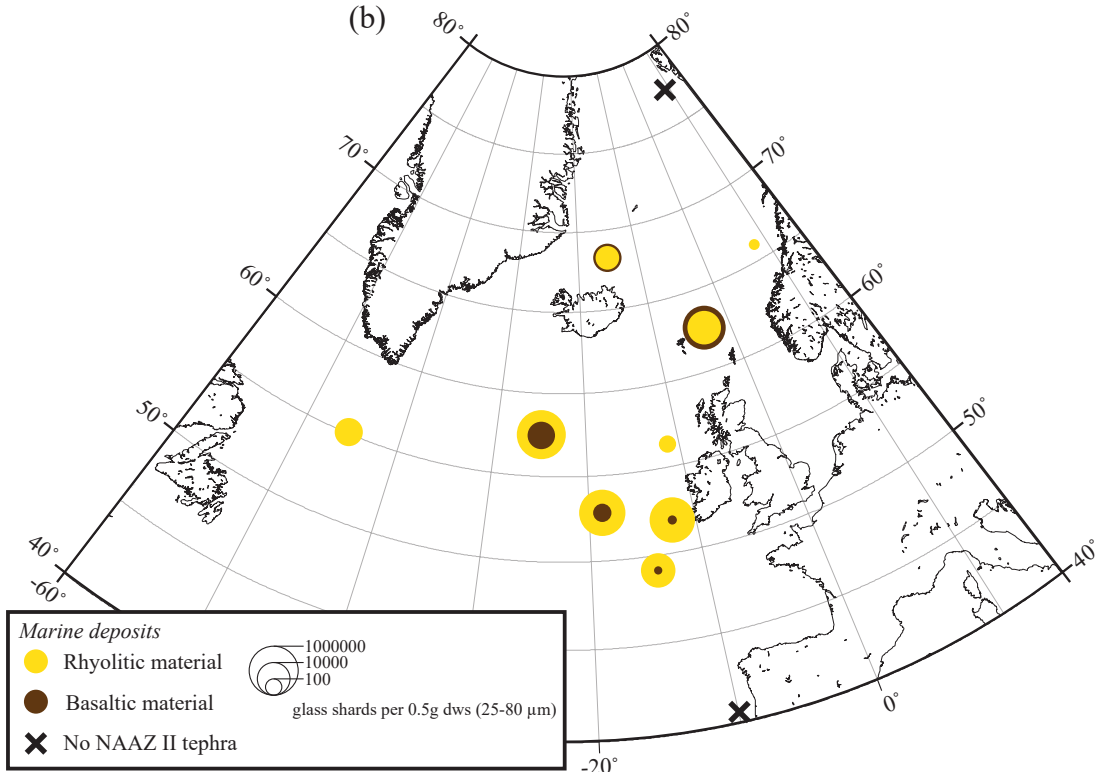 (b)
80°
80°
70°
70°
60°
60°
50°
50°
40°
-60°
40°
0°
-20°
Marine deposits
Rhyolitic material
Basaltic material
No NAAZ II tephra
1000000
10000
100
glass shards per 0.5g dws (25-80 µm)